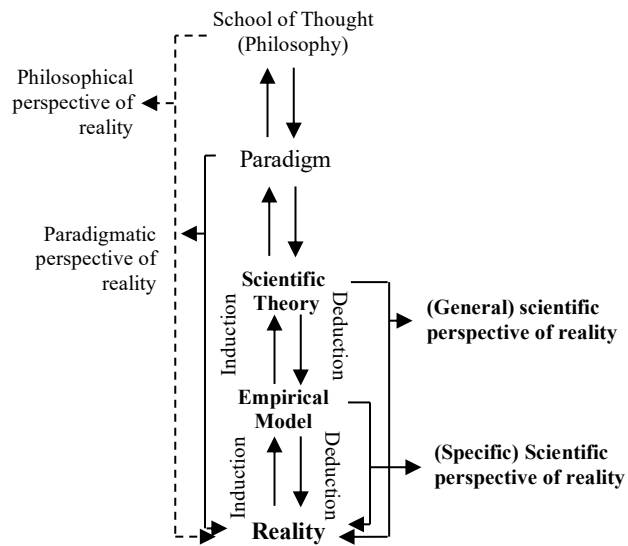 School of Thought
(Philosophy)
Philosophical
perspective of
reality
Paradigm
Paradigmatic
perspective of
reality
Scientific
Theory
Induction
Deduction
(General) scientific
perspective of reality
Empirical
Model
Induction
Deduction
(Specific) Scientific
perspective of reality
Reality